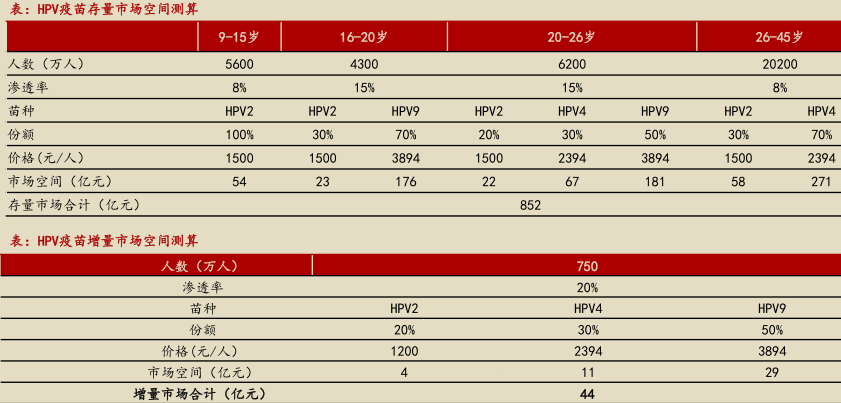 表: HPV疫苗存量市场空间测算
9-15岁 16-20岁 20-26岁 26-45岁
人数（万人） 5600 4300 6200 20200
渗透率 8% 15% 15% 8%
苗种 HPV2 HPV2 HPV9 HPV2 HPV4 HPV9 HPV2 HPV4
份额 100% 30% 70% 20% 30% 50% 30% 70%
价格(元/人) 1500 1500 3894 1500 2394 3894 1500 2394
市场空间（亿元） 54 23 176 22 67 181 58 271
存量市场合计（亿元） 852
表: HPV疫苗增量市场空间测算
人数（万人） 750
渗透率 20%
苗种 HPV2 HPV4 HPV9
份额 20% 30% 50%
价格(元/人) 1200 2394 3894
市场空间（亿元） 4 11 29
增量市场合计（亿元） 44